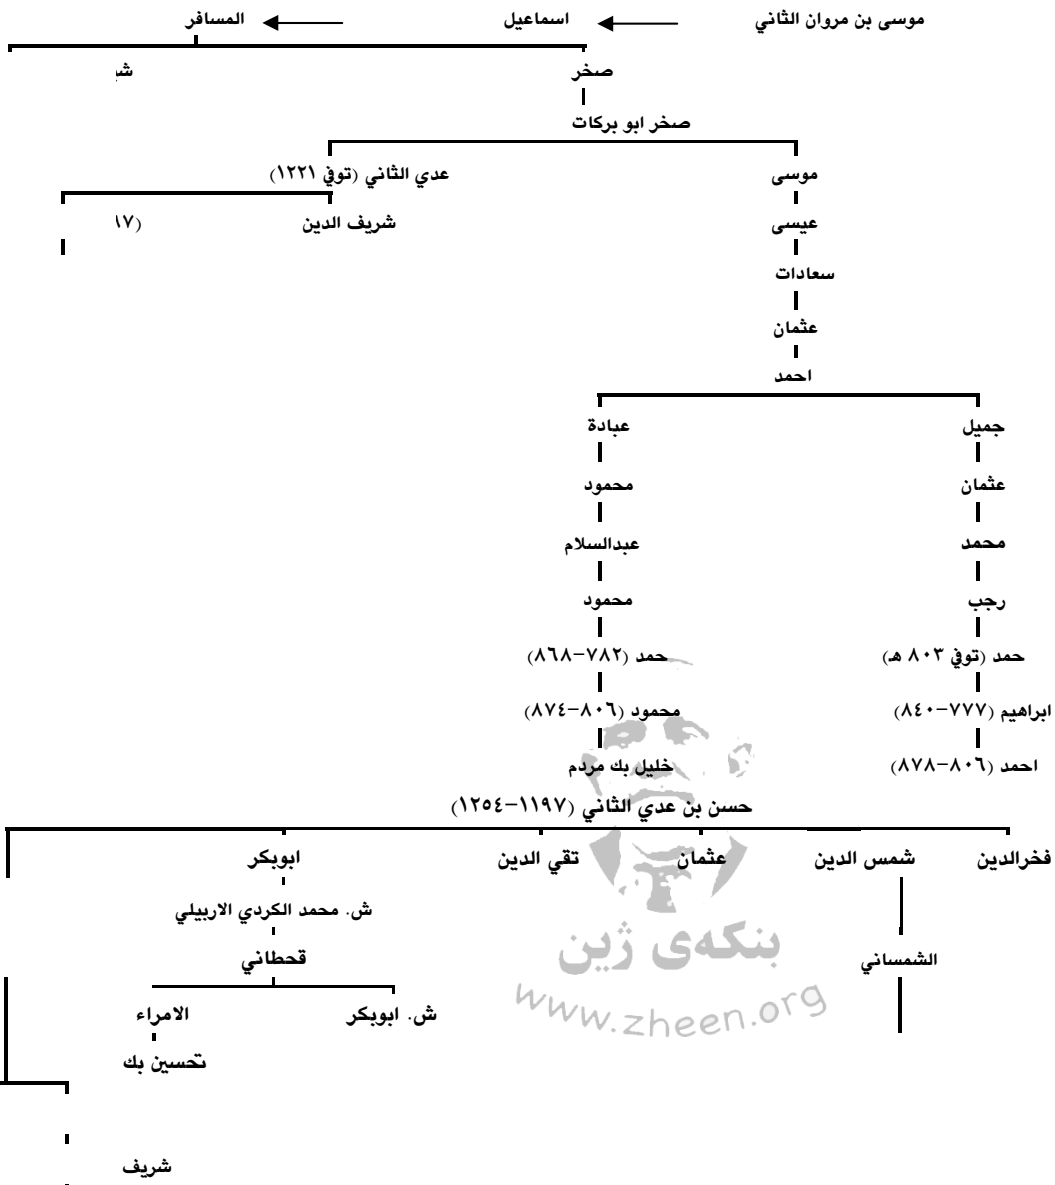 موسى بن مروان الثاني اسماعيل المسافر
صخر
صخر ابو بركات
موسى عدي الثاني (توفي ١٢٢١)
عيسى شريف الدين
سعادات
عثمان
احمد
جميل عبادة
عثمان محمود
محمد عبدالسلام
رجب محمود
حمد (توفي ٨٠٣ هـ) حمد (٧٨٢-٨٦٨)
ابراهيم (٧٧٧-٨٤٠) محمود (٨٠٦-٨٧٤)
احمد (٨٠٦-٨٧٨) خليل بك مردم
حسن بن عدي الثاني (١١٩٧-١٢٥٤)
فخرالدين شمس الدين عثمان تقي الدين ابوبكر
ش. محمد الكردي الاربيلي
الشمساني قحطاني
ش. ابوبكر الامراء
تحسين بك
شريف
بنكەى ژین
www.zheen.org